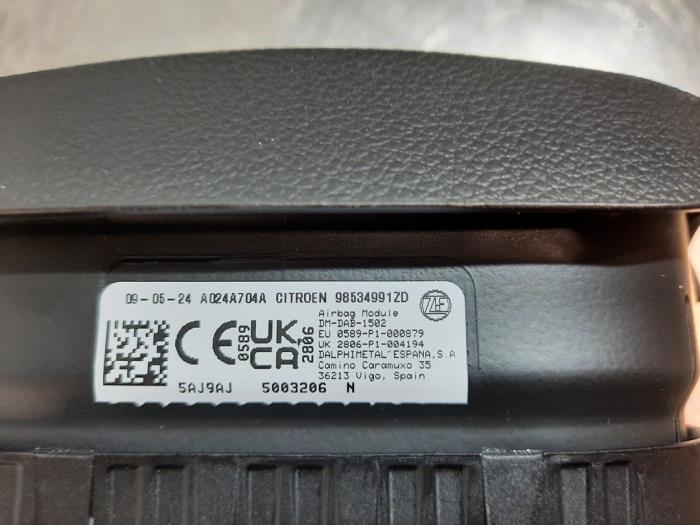 09-05-24 A024A704A CITROEN 98534991ZD ZF
Airbag Module
DM-DAB-1502
EU 0589-P1-000879
UK 2806-P1-004194
DALPHIMETAL ESPANA, S.A.
Camino Caramuxo 35
36213 Vigo, Spain
CE 0589 UK CA 2806
5AJ9AJ 5003206 N